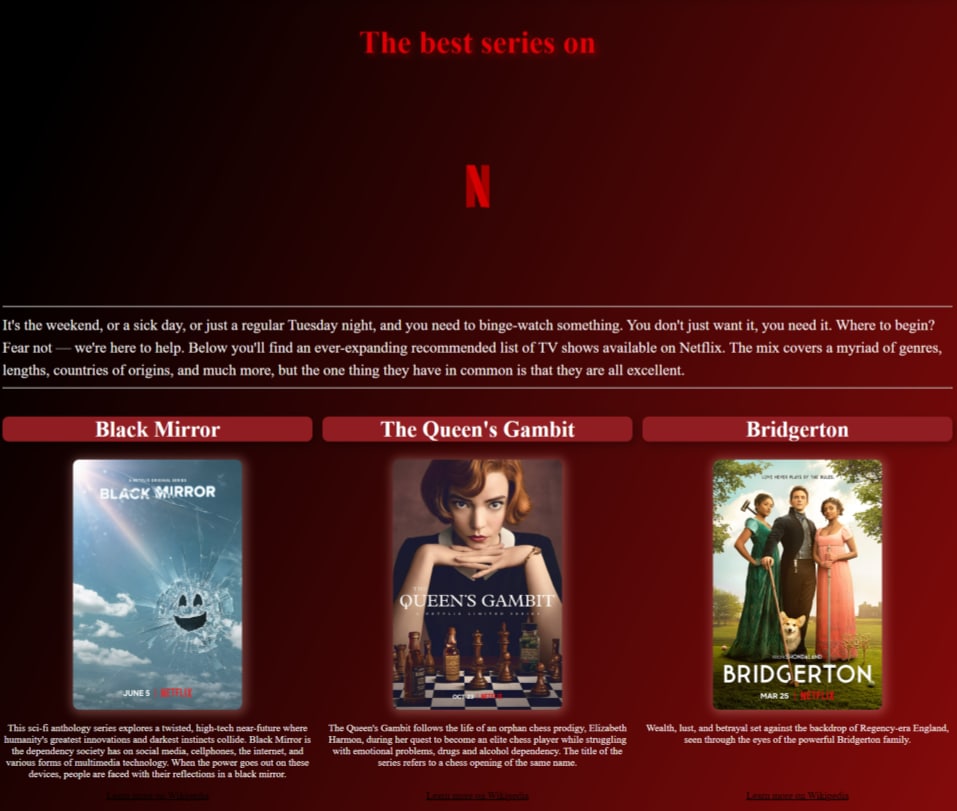 The best series on
N
It's the weekend, or a sick day, or just a regular Tuesday night, and you need to binge-watch something. You don't just want it, you need it. Where to begin?
Fear not — we're here to help. Below you'll find an ever-expanding recommended list of TV shows available on Netflix. The mix covers a myriad of genres,
lengths, countries of origins, and much more, but the one thing they have in common is that they are all excellent.
Black Mirror
The Queen's Gambit
Bridgerton
A NETFLIX ORIGINAL SERIES
BLACK MIRROR
JUNE 5 | NETFLIX
THE
QUEEN'S GAMBIT
A NETFLIX LIMITED SERIES
OCT 23 | NETFLIX
LOVE NEVER PLAYS BY THE RULES.
SHONDALAND
BRIDGERTON
MAR 25 | NETFLIX
This sci-fi anthology series explores a twisted, high-tech near-future where
humanity's greatest innovations and darkest instincts collide. Black Mirror is
the dependency society has on social media, cellphones, the internet, and
various forms of multimedia technology. When the power goes out on these
devices, people are faced with their reflections in a black mirror.
The Queen's Gambit follows the life of an orphan chess prodigy, Elizabeth
Harmon, during her quest to become an elite chess player while struggling
with emotional problems, drugs and alcohol dependency. The title of the
series refers to a chess opening of the same name.
Wealth, lust, and betrayal set against the backdrop of Regency-era England,
seen through the eyes of the powerful Bridgerton family.
Learn more on Wikipedia
Learn more on Wikipedia
Learn more on Wikipedia